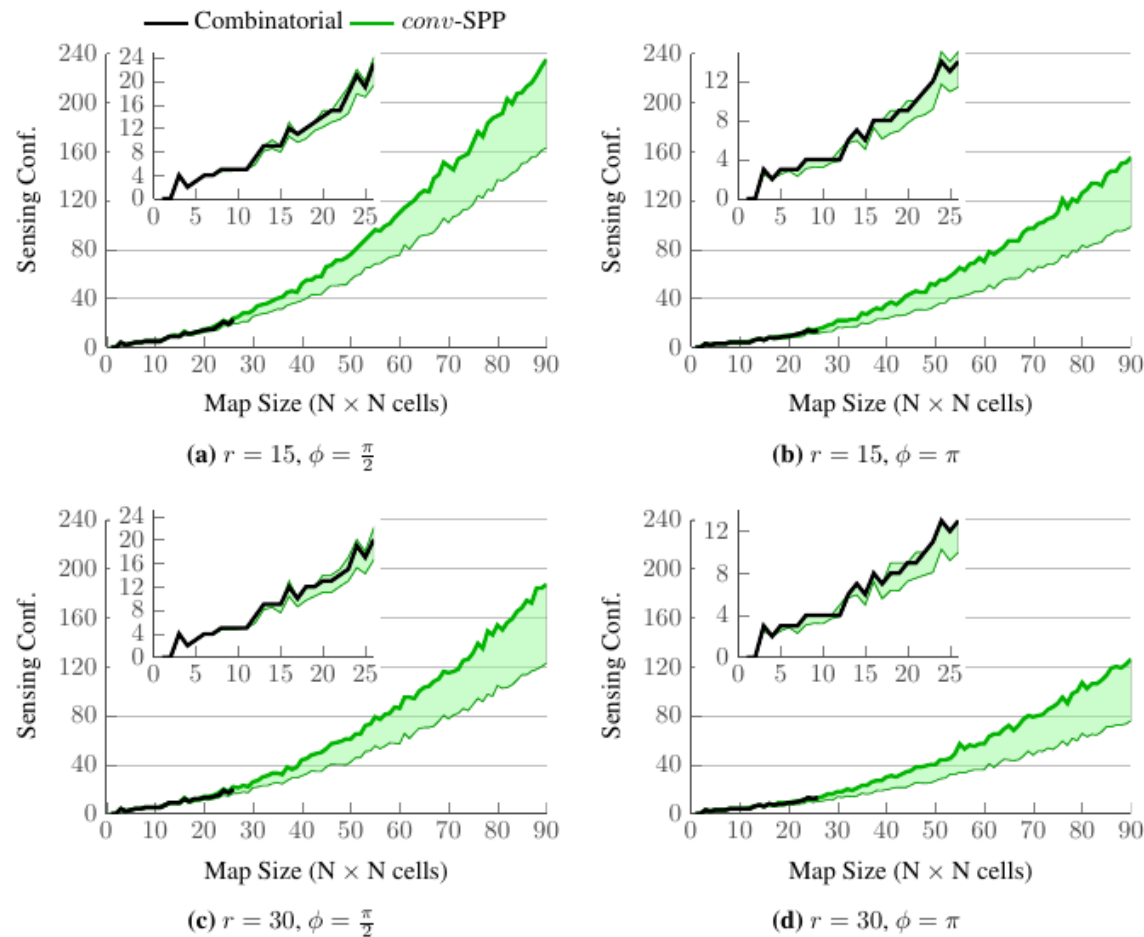 Combinatorial conv-SPP
240
200
160
120
80
40
0
24
20
16
12
8
4
0
0 5 10 15 20 25
0 10 20 30 40 50 60 70 80 90
Sensing Conf.
Map Size (N × N cells)
(a) r = 15, ϕ = π/2
240
200
160
120
80
40
0
12
8
4
0
0 5 10 15 20 25
0 10 20 30 40 50 60 70 80 90
Sensing Conf.
Map Size (N × N cells)
(b) r = 15, ϕ = π
240
200
160
120
80
40
0
24
20
16
12
8
4
0
0 5 10 15 20 25
0 10 20 30 40 50 60 70 80 90
Sensing Conf.
Map Size (N × N cells)
(c) r = 30, ϕ = π/2
240
200
160
120
80
40
0
12
8
4
0
0 5 10 15 20 25
0 10 20 30 40 50 60 70 80 90
Sensing Conf.
Map Size (N × N cells)
(d) r = 30, ϕ = π